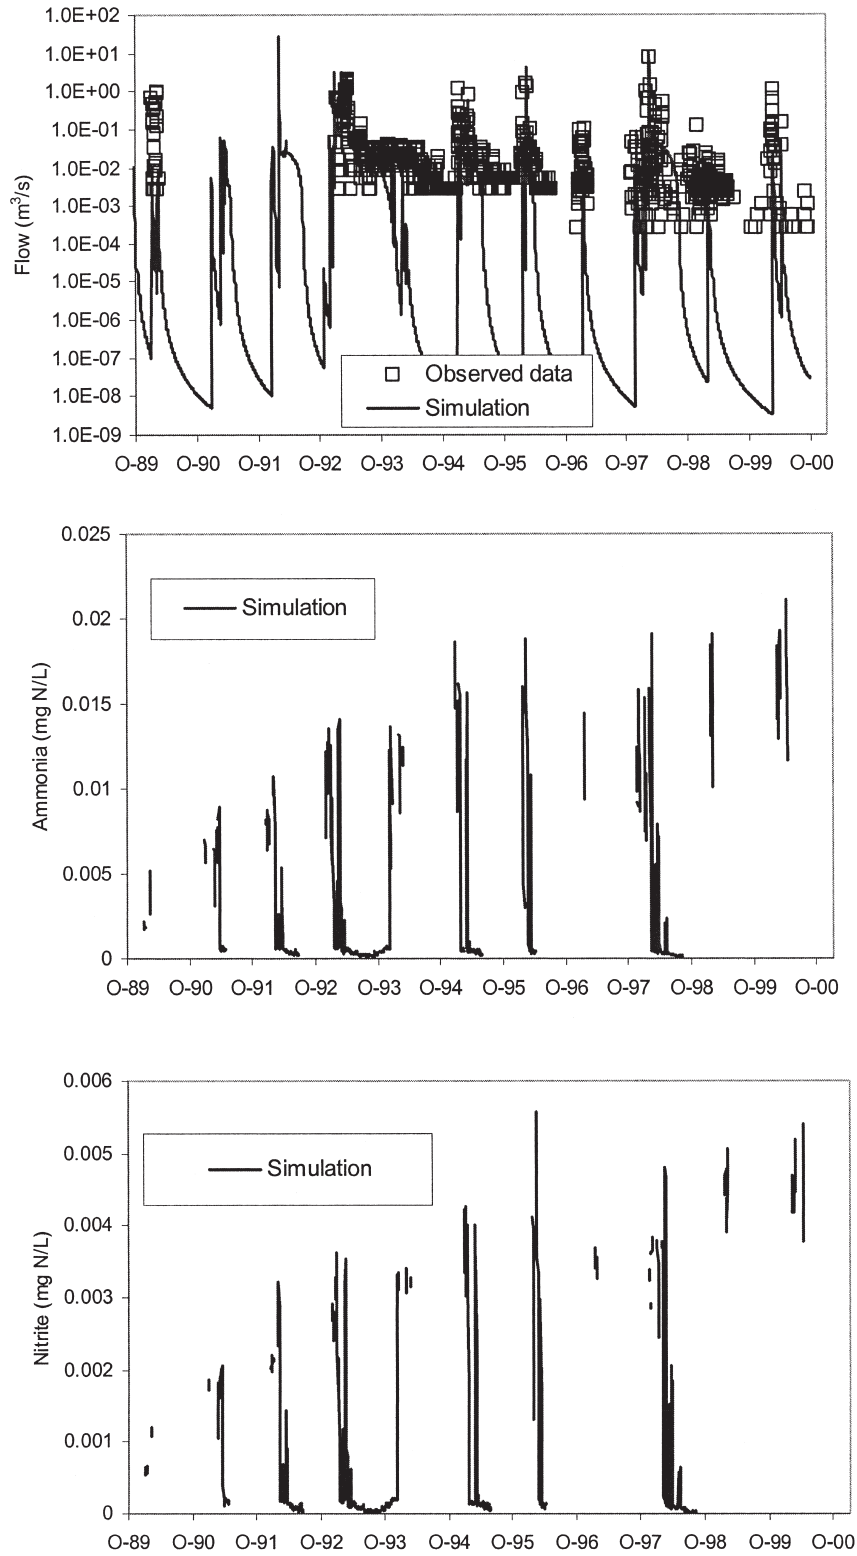 1.0E+02
1.0E+01
1.0E+00
1.0E-01
1.0E-02
1.0E-03
1.0E-04
1.0E-05
1.0E-06
1.0E-07
1.0E-08
1.0E-09
Flow (m³/s)
Observed data
Simulation
O-89 O-90 O-91 O-92 O-93 O-94 O-95 O-96 O-97 O-98 O-99 O-00
0.025
0.02
0.015
0.01
0.005
0
Ammonia (mg N/L)
Simulation
O-89 O-90 O-91 O-92 O-93 O-94 O-95 O-96 O-97 O-98 O-99 O-00
0.006
0.005
0.004
0.003
0.002
0.001
0
Nitrite (mg N/L)
Simulation
O-89 O-90 O-91 O-92 O-93 O-94 O-95 O-96 O-97 O-98 O-99 O-00